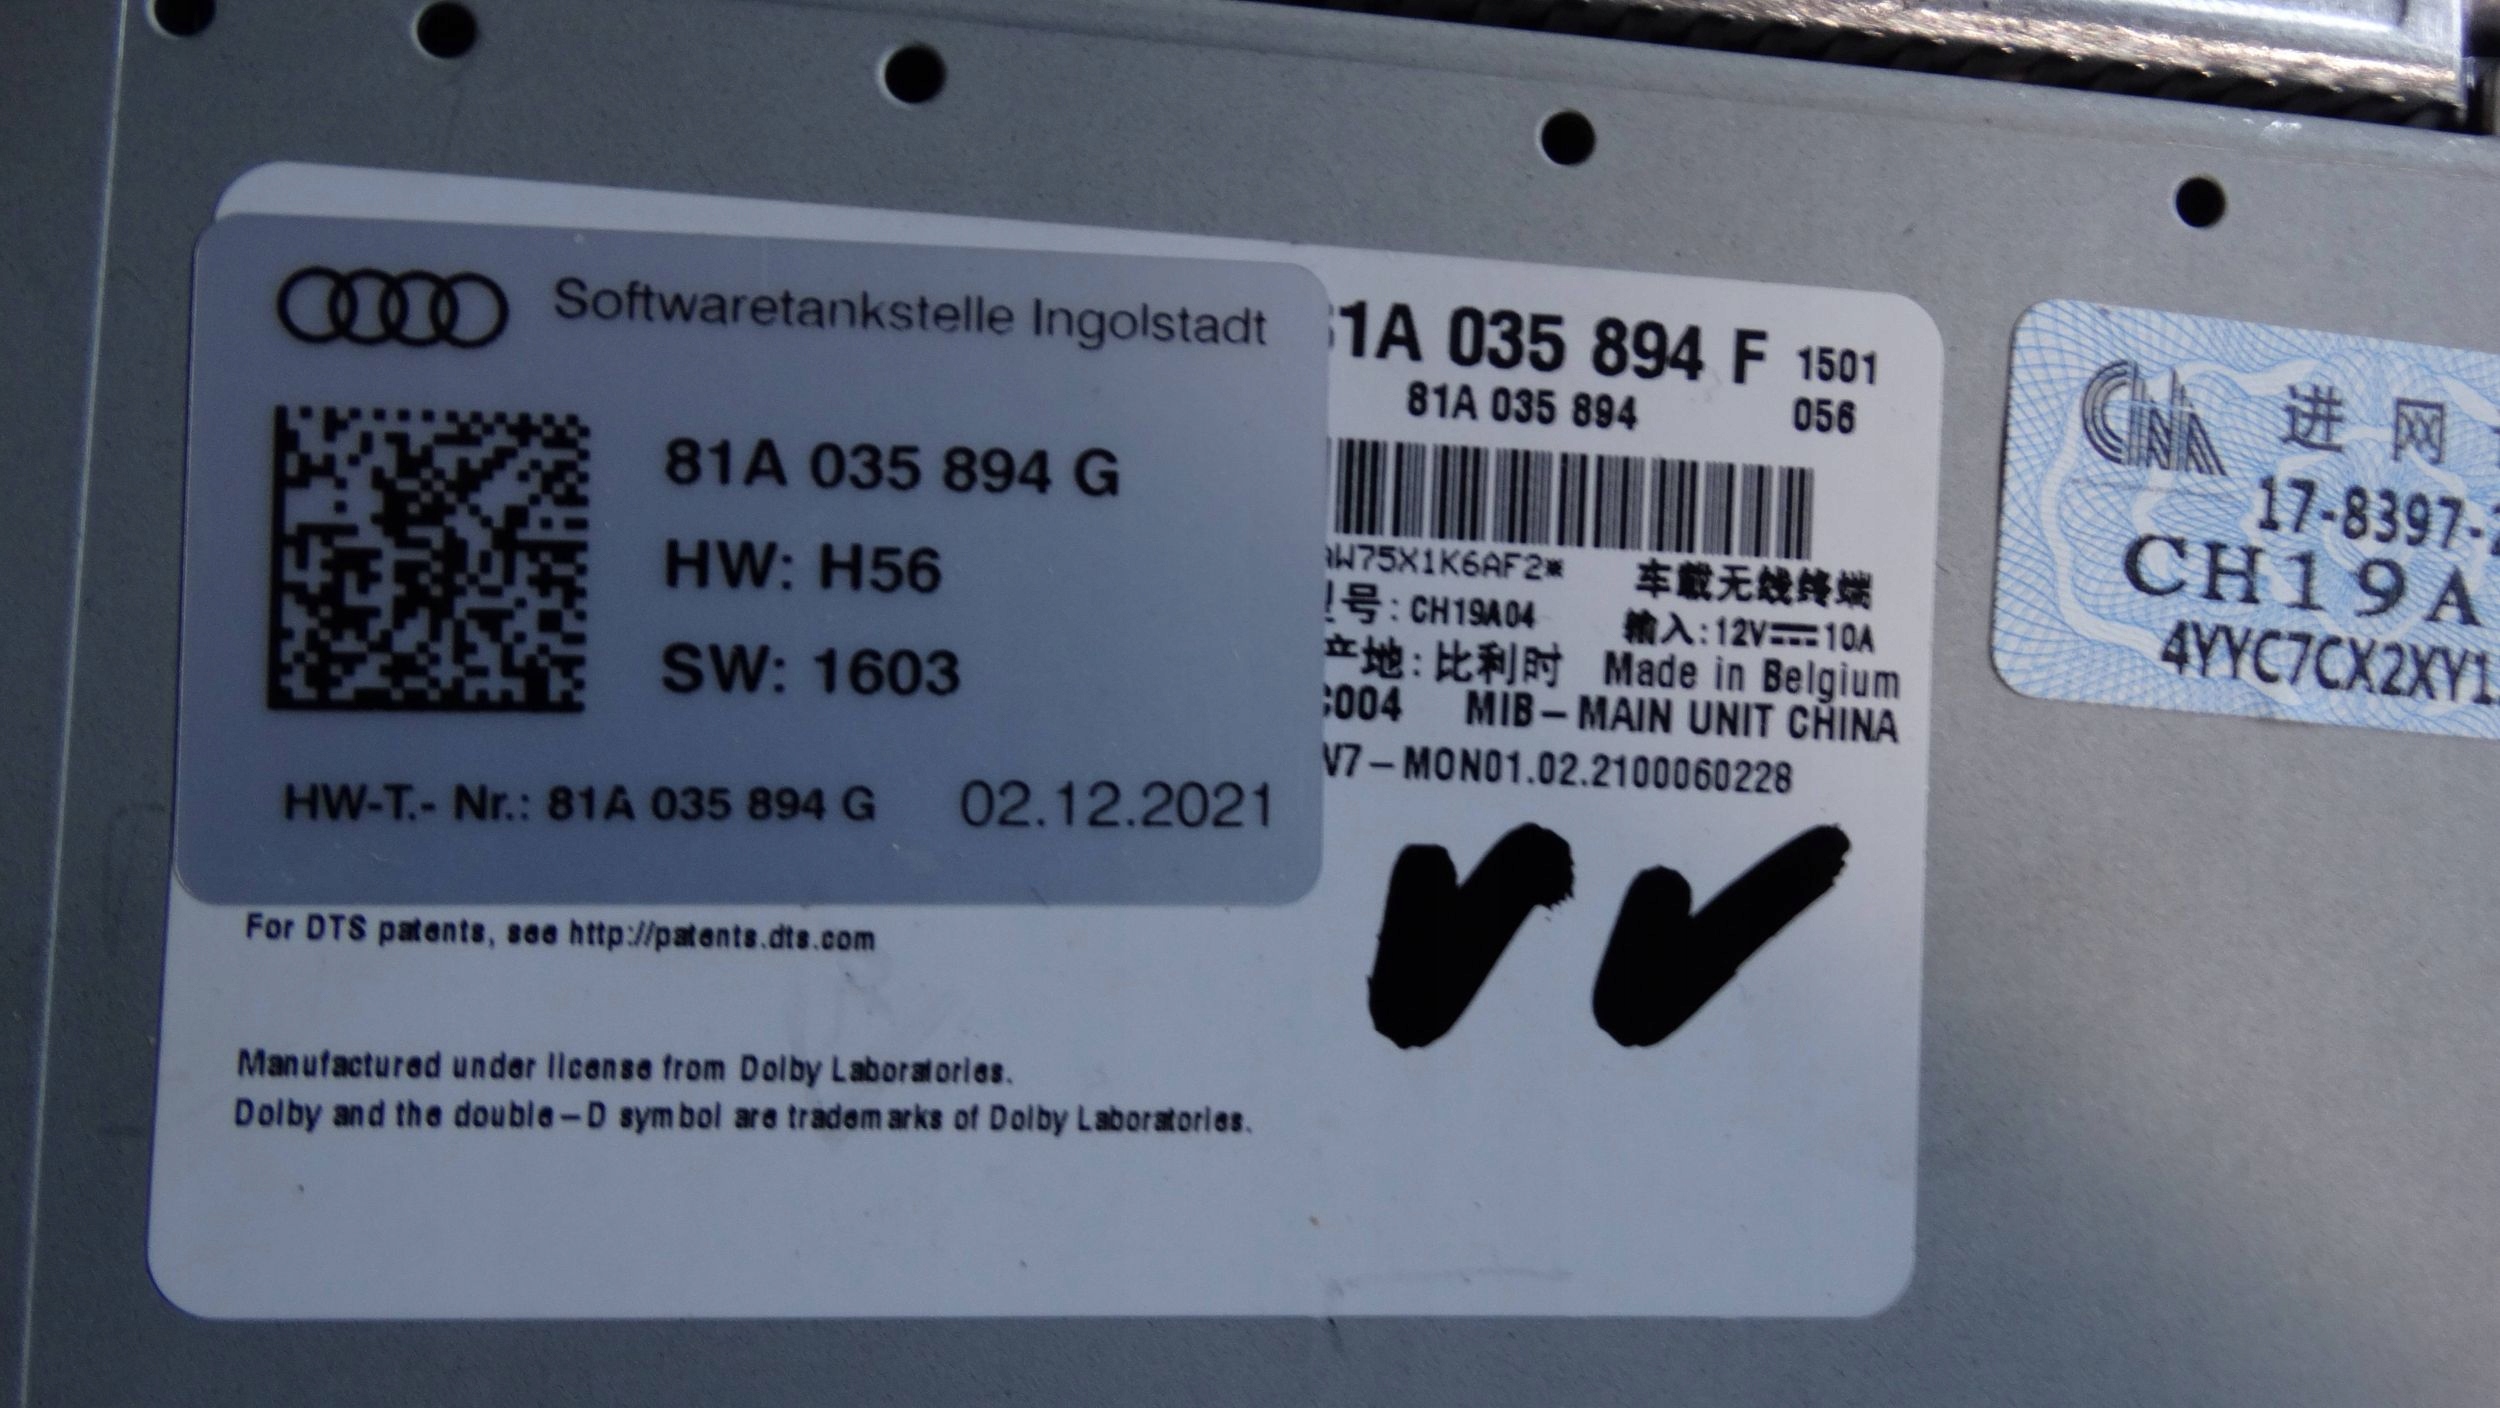 Softwaretankstelle Ingolstadt
81A 035 894 G
HW: H56
SW: 1603
HW-T.- Nr.: 81A 035 894 G 02.12.2021
1A 035 894 F 1501
81A 035 894 056
AW75X1K6AF2* 车载无线终端
号: CH19A04 输入: 12V⎓10A
产地: 比利时 Made in Belgium
004 MIB–MAIN UNIT CHINA
V7–MON01.02.2100060228
For DTS patents, see http://patents.dts.com
Manufactured under license from Dolby Laboratories.
Dolby and the double–D symbol are trademarks of Dolby Laboratories.
进网
17-8397-
CH19A
4YYC7CX2XY1